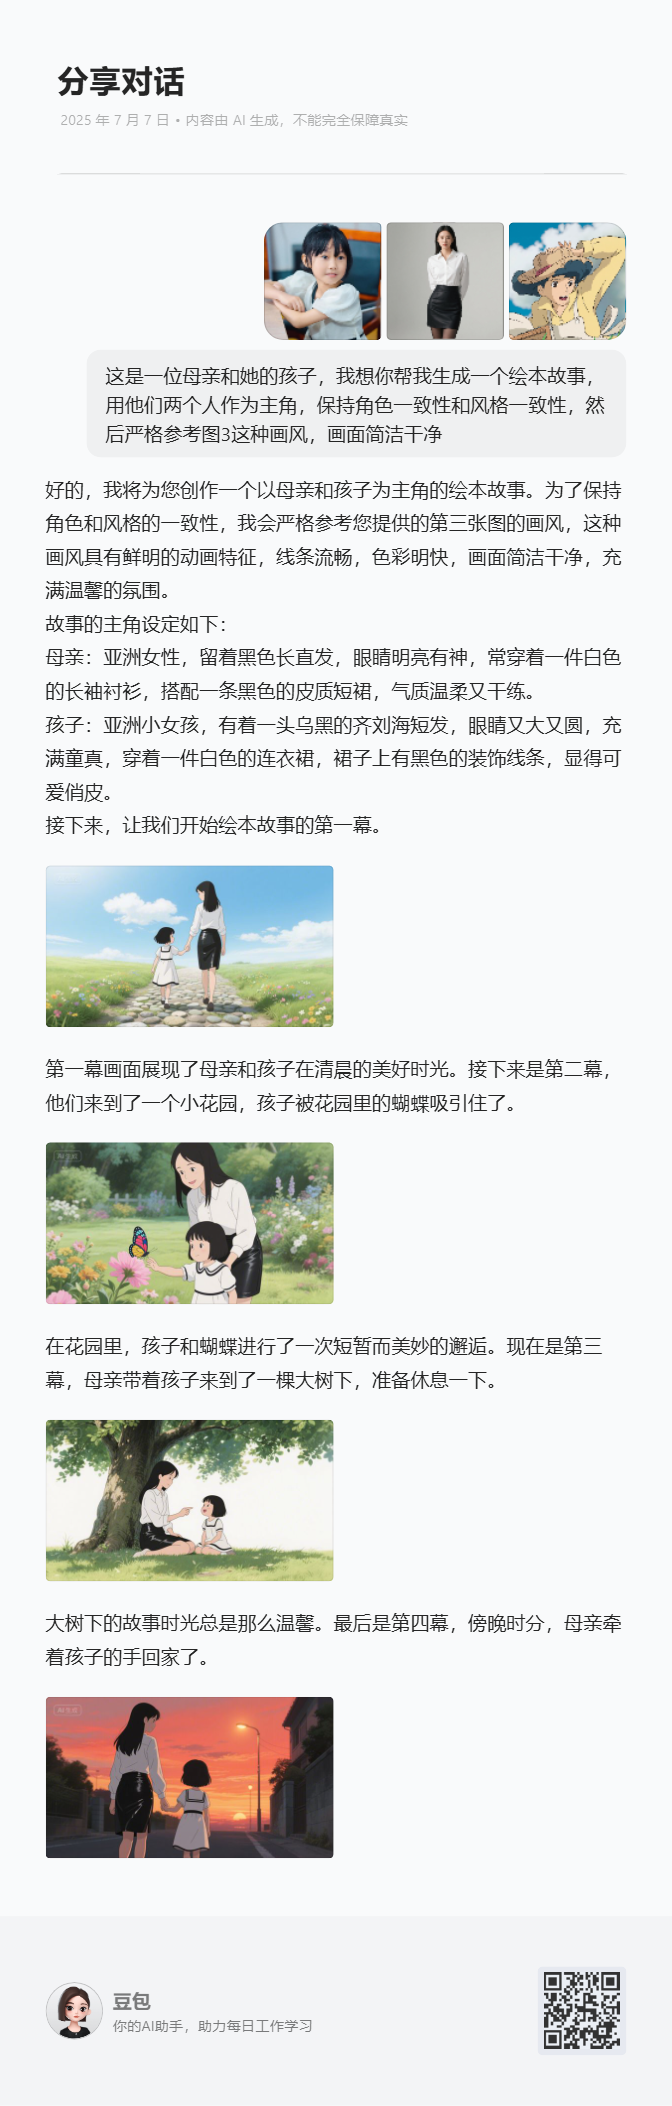 分享对话
2025 年 7 月 7 日 • 内容由 AI 生成，不能完全保障真实
这是一位母亲和她的孩子，我想你帮我生成一个绘本故事，
用他们两个人作为主角，保持角色一致性和风格一致性，然
后严格参考图3这种画风，画面简洁干净
好的，我将为您创作一个以母亲和孩子为主角的绘本故事。为了保持
角色和风格的一致性，我会严格参考您提供的第三张图的画风，这种
画风具有鲜明的动画特征，线条流畅，色彩明快，画面简洁干净，充
满温馨的氛围。
故事的主角设定如下：
母亲：亚洲女性，留着黑色长直发，眼睛明亮有神，常穿着一件白色
的长袖衬衫，搭配一条黑色的皮质短裙，气质温柔又干练。
孩子：亚洲小女孩，有着一头乌黑的齐刘海短发，眼睛又大又圆，充
满童真，穿着一件白色的连衣裙，裙子上有黑色的装饰线条，显得可
爱俏皮。
接下来，让我们开始绘本故事的第一幕。
第一幕画面展现了母亲和孩子在清晨的美好时光。接下来是第二幕，
他们来到了一个小花园，孩子被花园里的蝴蝶吸引住了。
AI 生成
在花园里，孩子和蝴蝶进行了一次短暂而美妙的邂逅。现在是第三
幕，母亲带着孩子来到了一棵大树下，准备休息一下。
大树下的故事时光总是那么温馨。最后是第四幕，傍晚时分，母亲牵
着孩子的手回家了。
AI 生成
豆包
你的AI助手，助力每日工作学习